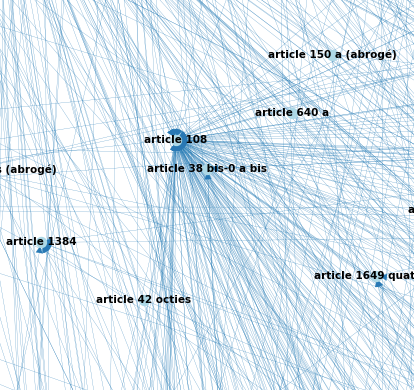 article 150 a (abrogé)
article 640 a
article 108
article 38 bis-0 a bis
(abrogé)
a
article 1384
article 1649 quat
article 42 octies